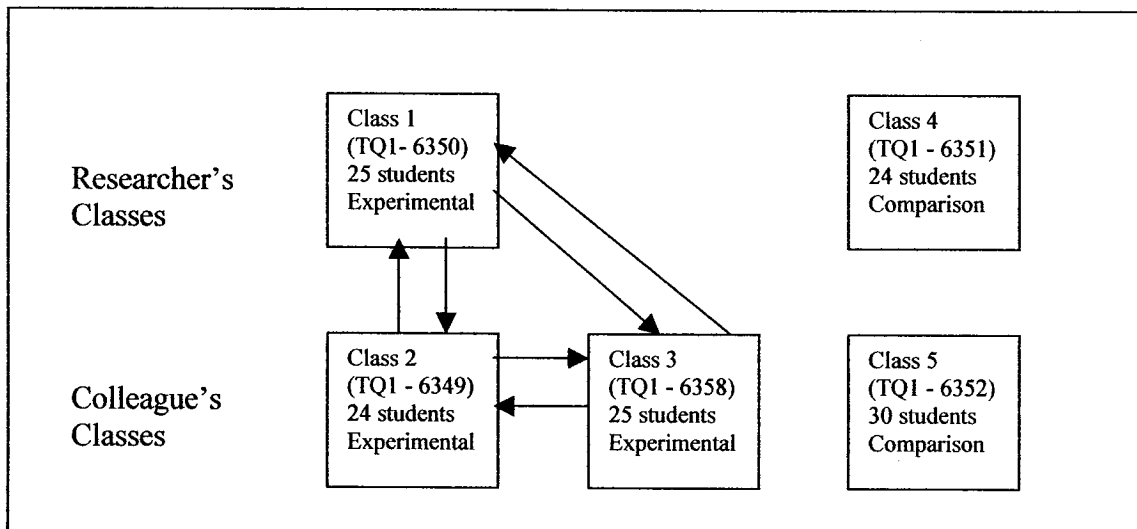 Researcher's
Classes
Class 1
(TQ1- 6350)
25 students
Experimental
Class 4
(TQ1 - 6351)
24 students
Comparison
Colleague's
Classes
Class 2
(TQ1 - 6349)
24 students
Experimental
Class 3
(TQ1 - 6358)
25 students
Experimental
Class 5
(TQ1 - 6352)
30 students
Comparison